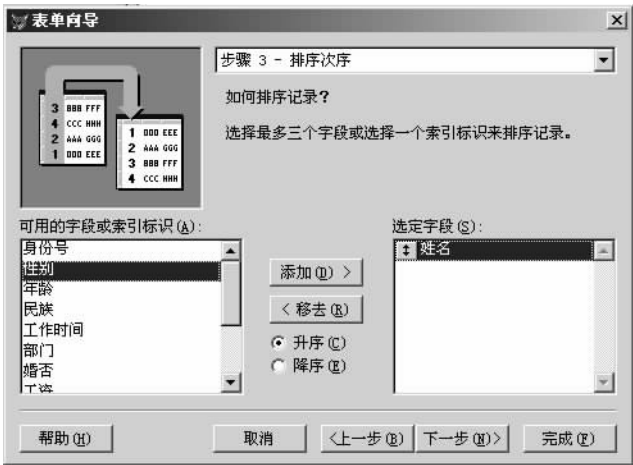 表单向导
步骤 3 - 排序次序
如何排序记录？
选择最多三个字段或选择一个索引标识来排序记录。
3 BBB FFF
4 CCC HHH
2 AAA GGG
1 DDD EEE
1 DDD EEE
2 AAA GGG
3 BBB FFF
4 CCC HHH
可用的字段或索引标识(A):
身份号
性别
年龄
民族
工作时间
部门
婚否
工资
添加(D) >
< 移去(R)
升序(C)
降序(E)
选定字段(S):
姓名
帮助(H)
取消
<上一步(B)
下一步(N)>
完成(F)